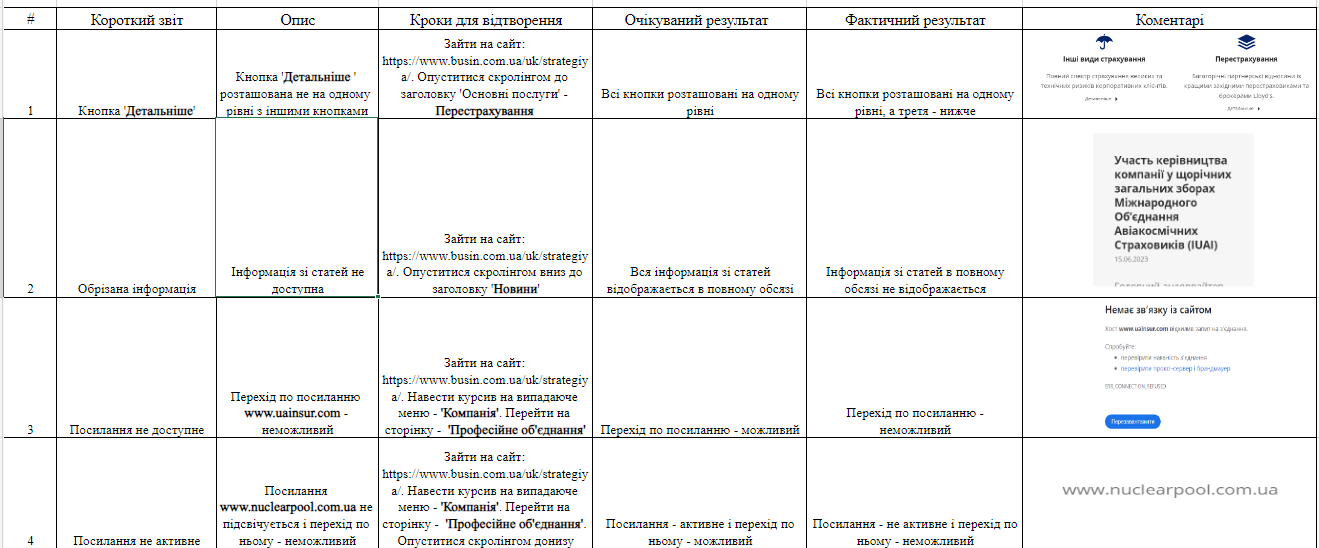 # Короткий звіт Опис Кроки для відтворення Очікуваний результат Фактичний результат Коментарі
1
Кнопка 'Детальніше'
Кнопка 'Детальніше '
розташована не на одному
рівні з іншими кнопками
Зайти на сайт:
https://www.busin.com.ua/uk/strategiy
a/. Опуститися скролінгом до
заголовку 'Основні послуги' -
Перестрахування
Всі кнопки розташовані на одному
рівні
Всі кнопки розташовані на одному
рівні, а третя - нижче
Інші види страхування
Повний спектр страхування великих та
технічних ризиків корпоративних клієнтів.
Детальніше
Перестрахування
Багаторічні партнерські відносини із
кращими західними перестраховиками та
брокерами Lloyd's.
Детальніше
2
Обрізана інформація
Інформація зі статей не
доступна
Зайти на сайт:
https://www.busin.com.ua/uk/strategiy
a/. Опуститися скролінгом вниз до
заголовку 'Новини'
Вся інформація зі статей
відображається в повному обсязі
Інформація зі статей в повному
обсязі не відображається
Участь керівництва
компанії у щорічних
загальних зборах
Міжнародного
Об'єднання
Авіакосмічних
Страховиків (IUAI)
15.06.2023
Головний андеррайтер
3
Посилання не доступне
Перехід по посиланню
www.uainsur.com -
неможливий
Зайти на сайт:
https://www.busin.com.ua/uk/strategiy
a/. Навести курсив на випадаюче
меню - 'Компанія'. Перейти на
сторінку - 'Професійне об'єднання'
Перехід по посиланню - можливий
Перехід по посиланню -
неможливий
Немає зв'язку із сайтом
Хост www.uainsur.com відхилив запит на з'єднання.
Спробуйте:
перевірити наявність з'єднання
перевірити проксі-сервер і брандмауер
ERR_CONNECTION_REFUSED
Перезавантажити
4
Посилання не активне
Посилання
www.nuclearpool.com.ua не
підсвічується і перехід по
ньому - неможливий
Зайти на сайт:
https://www.busin.com.ua/uk/strategiy
a/. Навести курсив на випадаюче
меню - 'Компанія'. Перейти на
сторінку - 'Професійне об'єднання'.
Опуститися скролінгом донизу
Посилання - активне і перехід по
ньому - можливий
Посилання - не активне і перехід по
ньому - неможливий
www.nuclearpool.com.ua